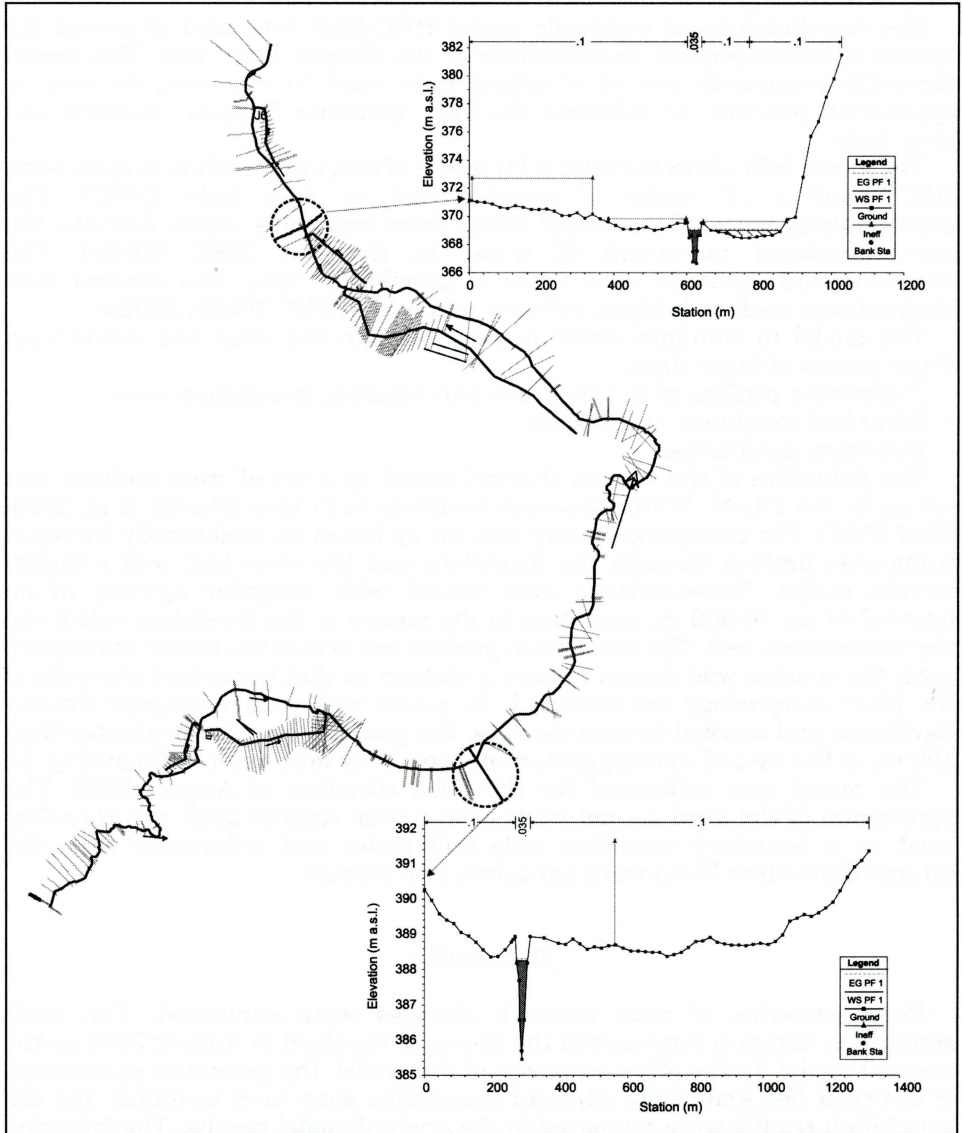 .1
.035
.1
.1
382
380
378
376
374
372
370
368
366
Elevation (m a.s.l.)
0
200
400
600
800
1000
1200
Station (m)
Legend
EG PF 1
WS PF 1
Ground
Ineff
Bank Sta
.1
.035
.1
392
391
390
389
388
387
386
385
Elevation (m a.s.l.)
0
200
400
600
800
1000
1200
1400
Station (m)
Legend
EG PF 1
WS PF 1
Ground
Ineff
Bank Sta